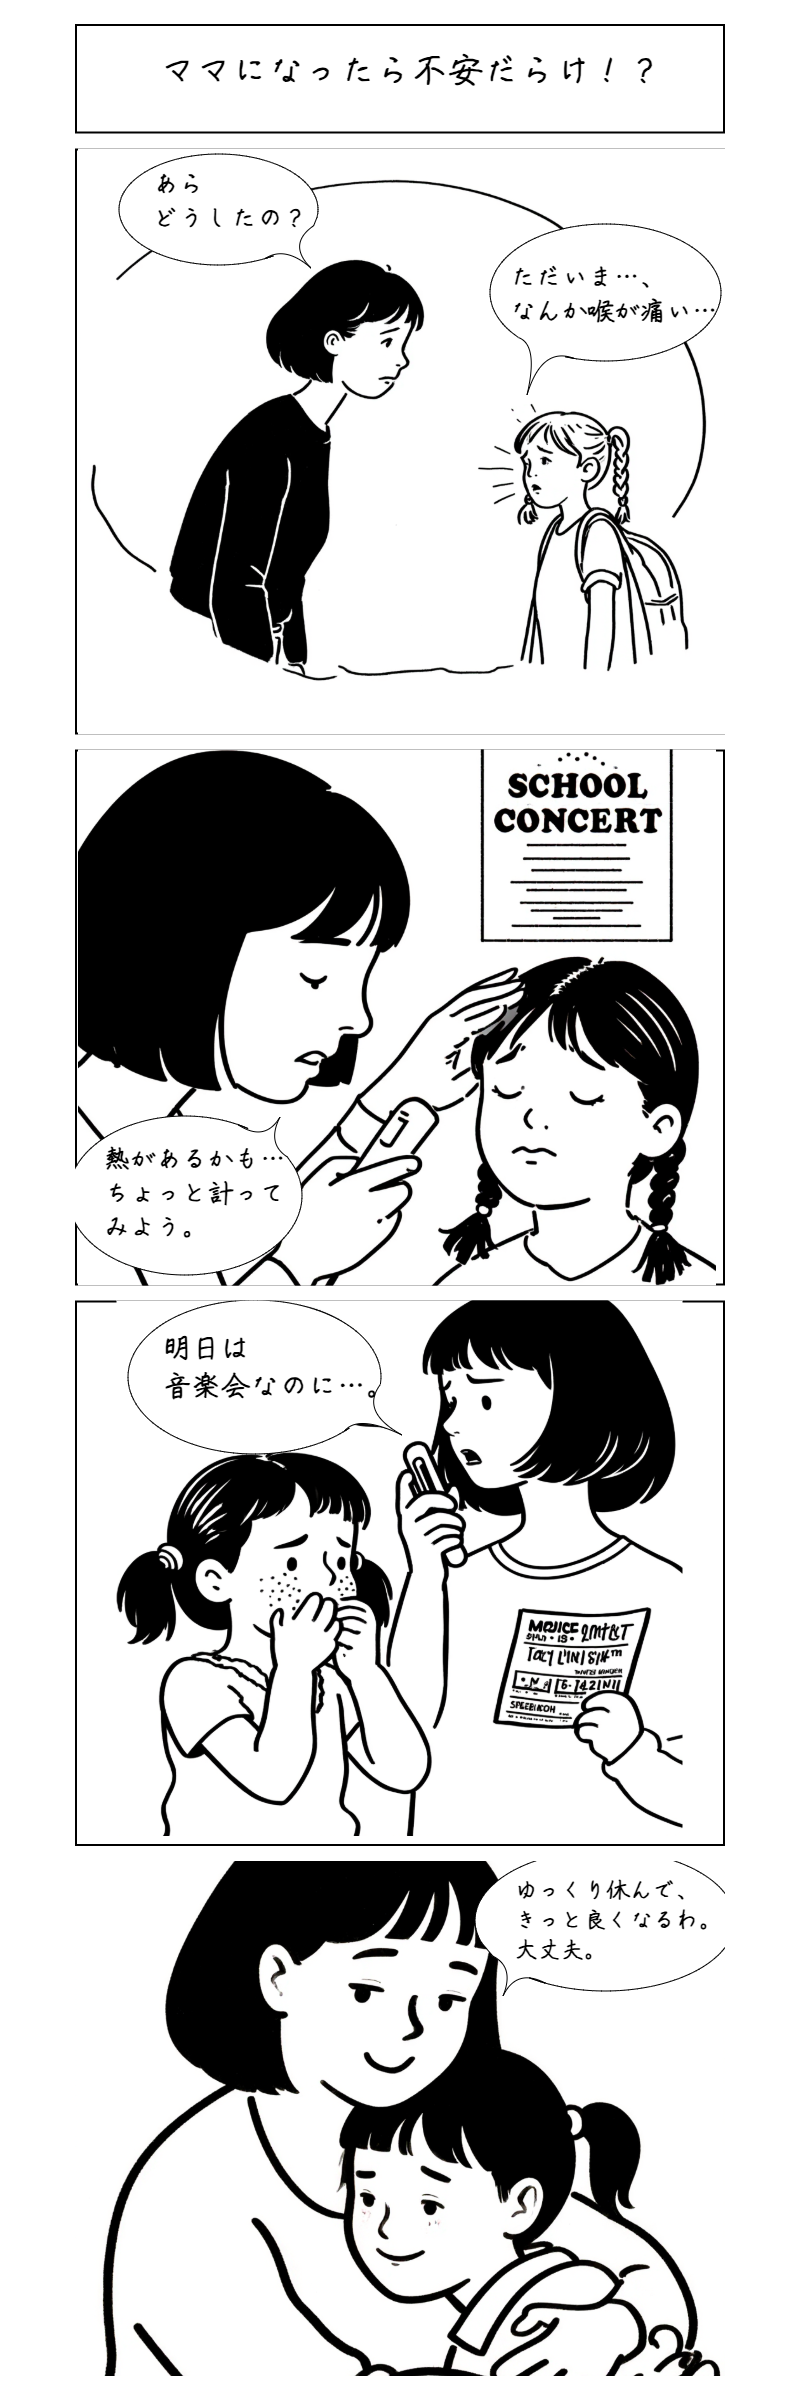 ママになったら不安だらけ！？
あら
どうしたの？
ただいま…、
なんか喉が痛い…
SCHOOL
CONCERT
熱があるかも…
ちょっと計って
みよう。
明日は
音楽会なのに…。
ゆっくり休んで、
きっと良くなるわ。
大丈夫。